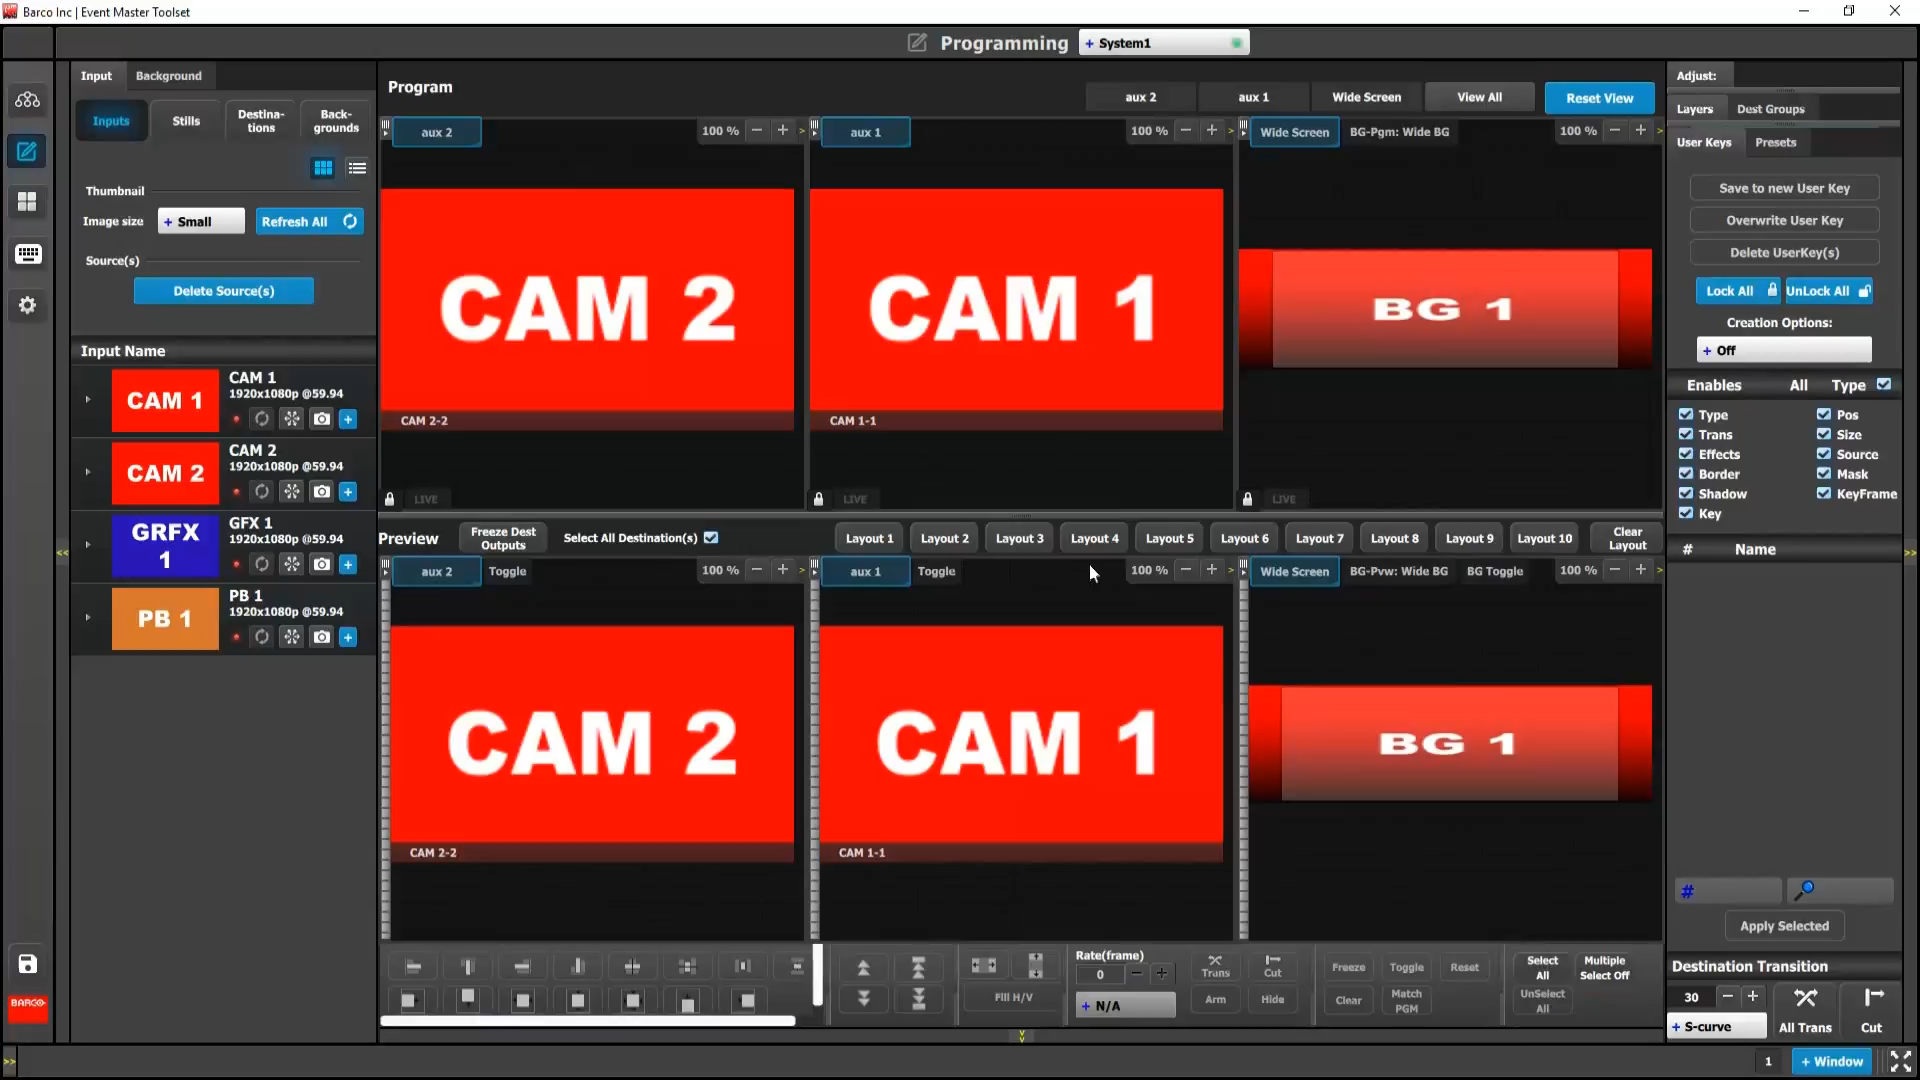 Barco Inc | Event Master Toolset
Programming
+ System1
Input
Background
Inputs
Stills
Destina-
tions
Back-
grounds
Thumbnail
Image size
+ Small
Refresh All
Source(s)
Delete Source(s)
Input Name
CAM 1
CAM 1
1920x1080p @59.94
+
CAM 2
CAM 2
1920x1080p @59.94
+
GRFX
1
GFX 1
1920x1080p @59.94
+
PB 1
PB 1
1920x1080p @59.94
+
Program
aux 2
aux 1
Wide Screen
View All
Reset View
aux 2
100 %
aux 1
100 %
Wide Screen
BG-Pgm: Wide BG
100 %
CAM 2
CAM 2-2
LIVE
CAM 1
CAM 1-1
LIVE
BG 1
LIVE
Preview
Freeze Dest
Outputs
Select All Destination(s)
Layout 1
Layout 2
Layout 3
Layout 4
Layout 5
Layout 6
Layout 7
Layout 8
Layout 9
Layout 10
Clear
Layout
aux 2
Toggle
100 %
aux 1
Toggle
100 %
Wide Screen
BG-Pvw: Wide BG
BG Toggle
100 %
CAM 2
CAM 2-2
CAM 1
CAM 1-1
BG 1
Fill H/V
Rate(frame)
0
+ N/A
Trans
Arm
Cut
Hide
Freeze
Clear
Toggle
Match
PGM
Reset
Select
All
UnSelect
All
Multiple
Select Off
Adjust:
Layers
Dest Groups
User Keys
Presets
Save to new User Key
Overwrite User Key
Delete UserKey(s)
Lock All
UnLock All
Creation Options:
+ Off
Enables
All
Type
Type
Pos
Trans
Size
Effects
Source
Border
Mask
Shadow
KeyFrame
Key
#
Name
#
Apply Selected
Destination Transition
30
+ S-curve
All Trans
Cut
BARCO
>>
1
+ Window